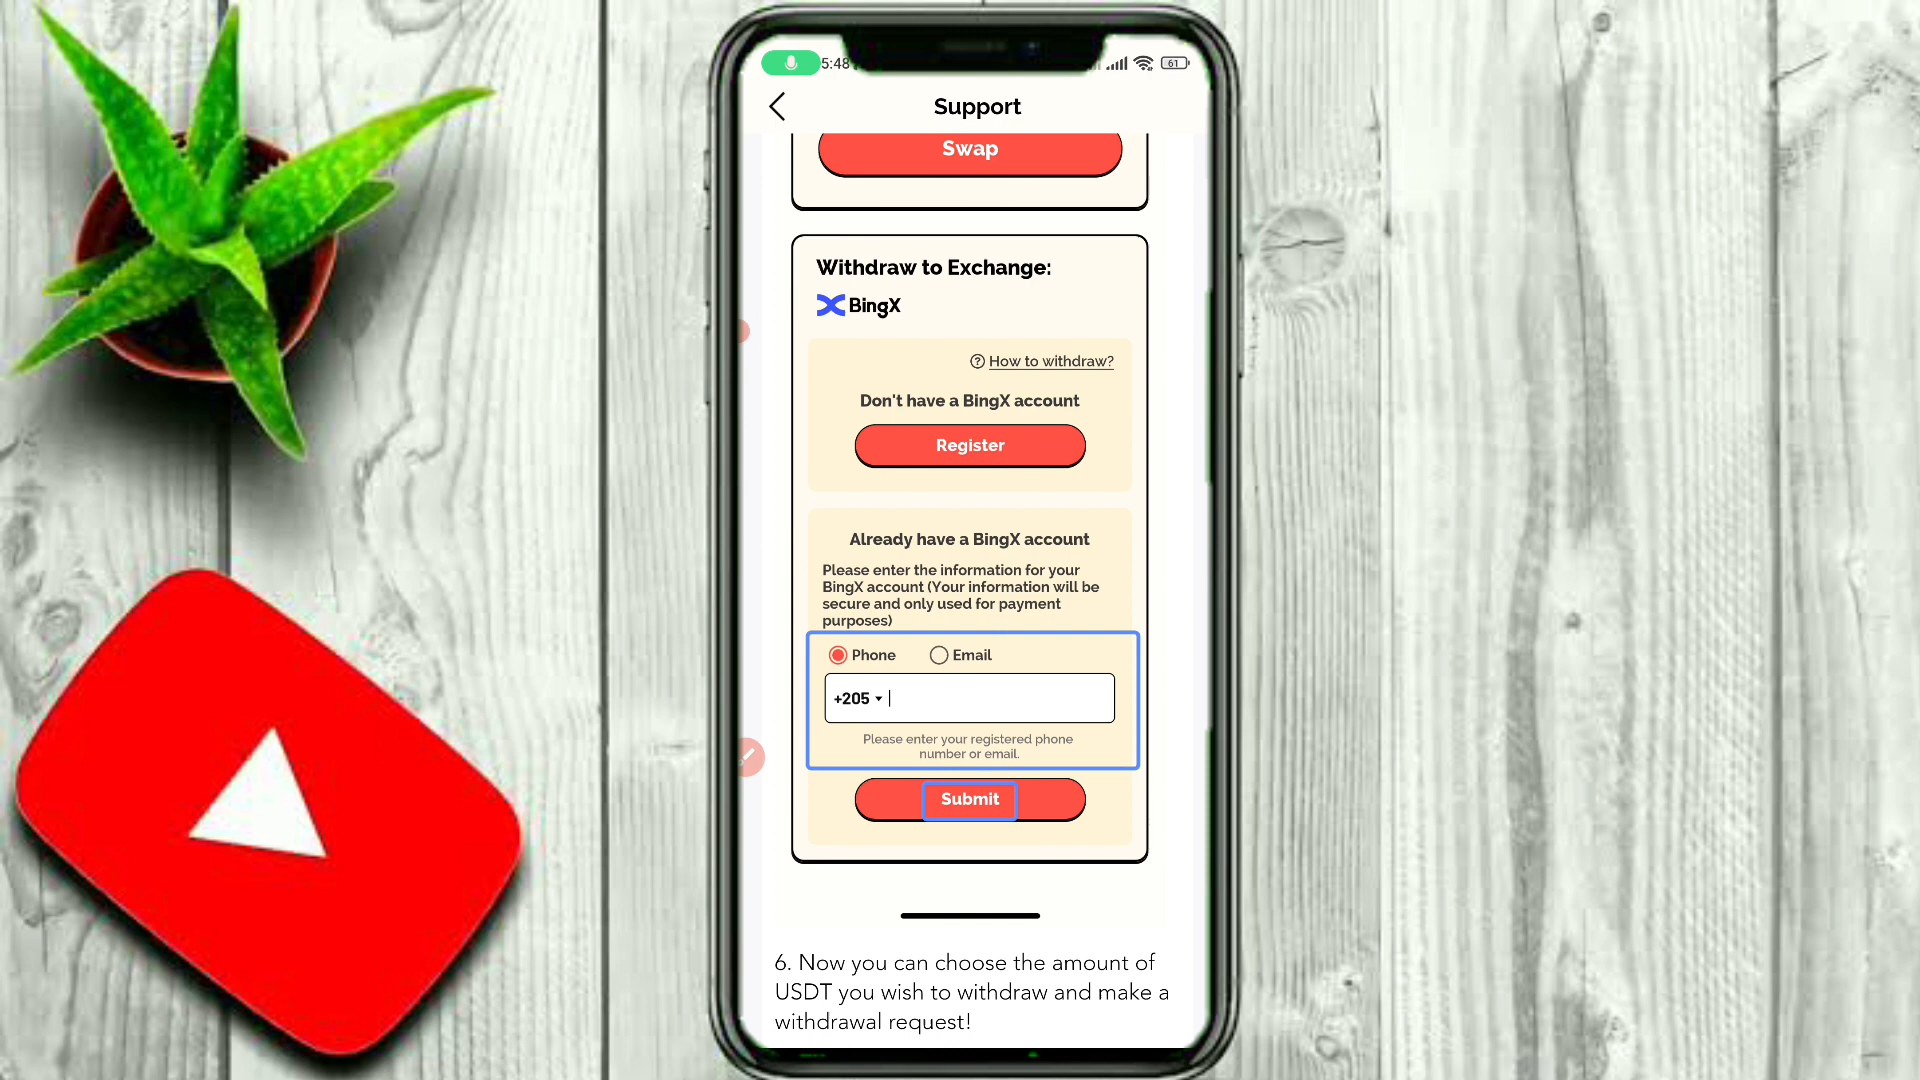 5:48
61
Support
Swap
Withdraw to Exchange:
BingX
How to withdraw?
Don't have a BingX account
Register
Already have a BingX account
Please enter the information for your
BingX account (Your information will be
secure and only used for payment
purposes)
Phone Email
+205
Please enter your registered phone
number or email.
Submit
6. Now you can choose the amount of
USDT you wish to withdraw and make a
withdrawal request!